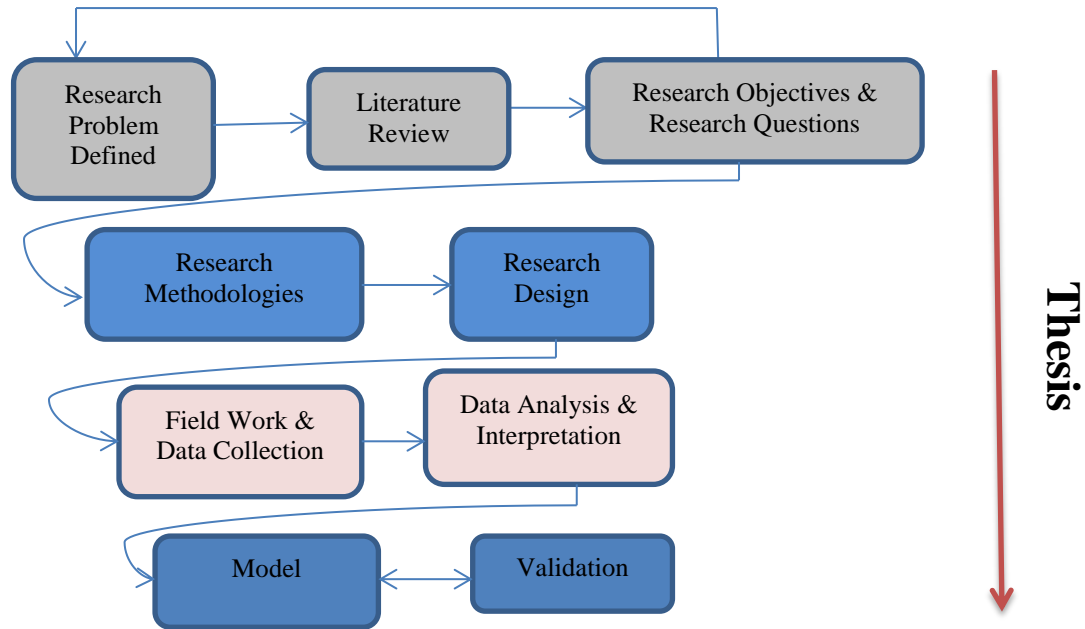 Research
Problem
Defined
Literature
Review
Research Objectives &
Research Questions
Research
Methodologies
Research
Design
Field Work &
Data Collection
Data Analysis &
Interpretation
Model
Validation
Thesis